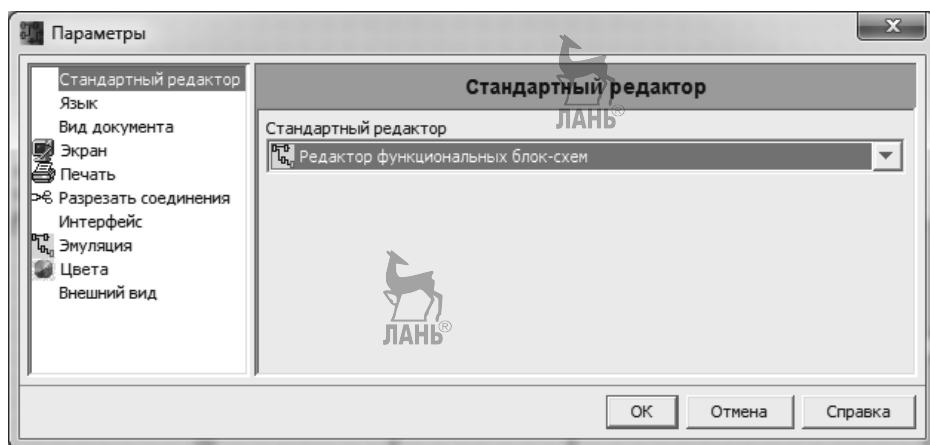 Параметры
Стандартный редактор
Язык
Вид документа
Экран
Печать
Разрезать соединения
Интерфейс
Эмуляция
Цвета
Внешний вид
Стандартный редактор
Стандартный редактор
Редактор функциональных блок-схем
ЛАНЬ®
ЛАНЬ®
ОК
Отмена
Справка